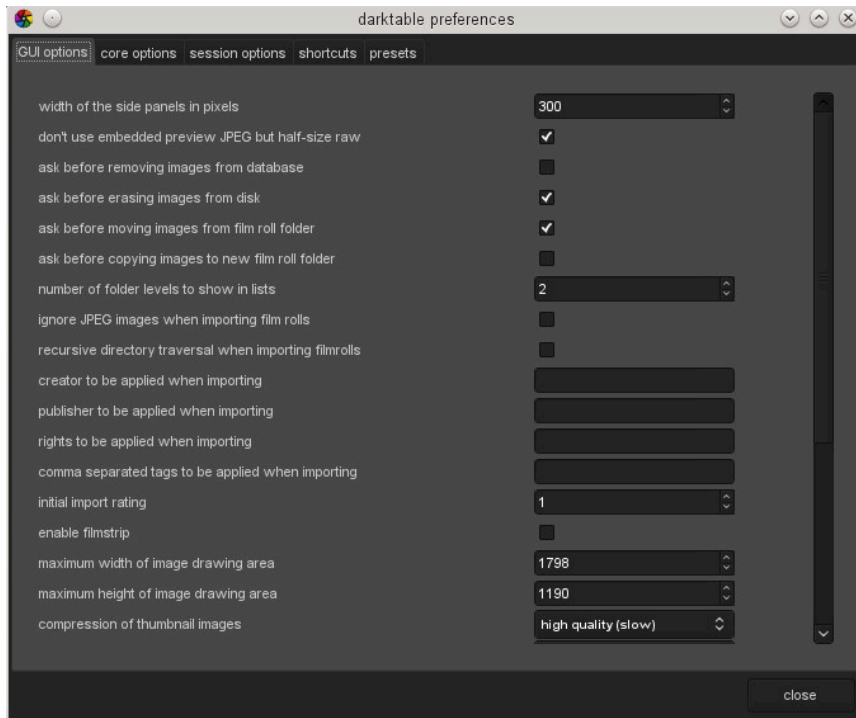 darktable preferences
GUI options core options session options shortcuts presets
width of the side panels in pixels 300
don't use embedded preview JPEG but half-size raw
ask before removing images from database
ask before erasing images from disk
ask before moving images from film roll folder
ask before copying images to new film roll folder
number of folder levels to show in lists 2
ignore JPEG images when importing film rolls
recursive directory traversal when importing filmrolls
creator to be applied when importing
publisher to be applied when importing
rights to be applied when importing
comma separated tags to be applied when importing
initial import rating 1
enable filmstrip
maximum width of image drawing area 1798
maximum height of image drawing area 1190
compression of thumbnail images high quality (slow)
close